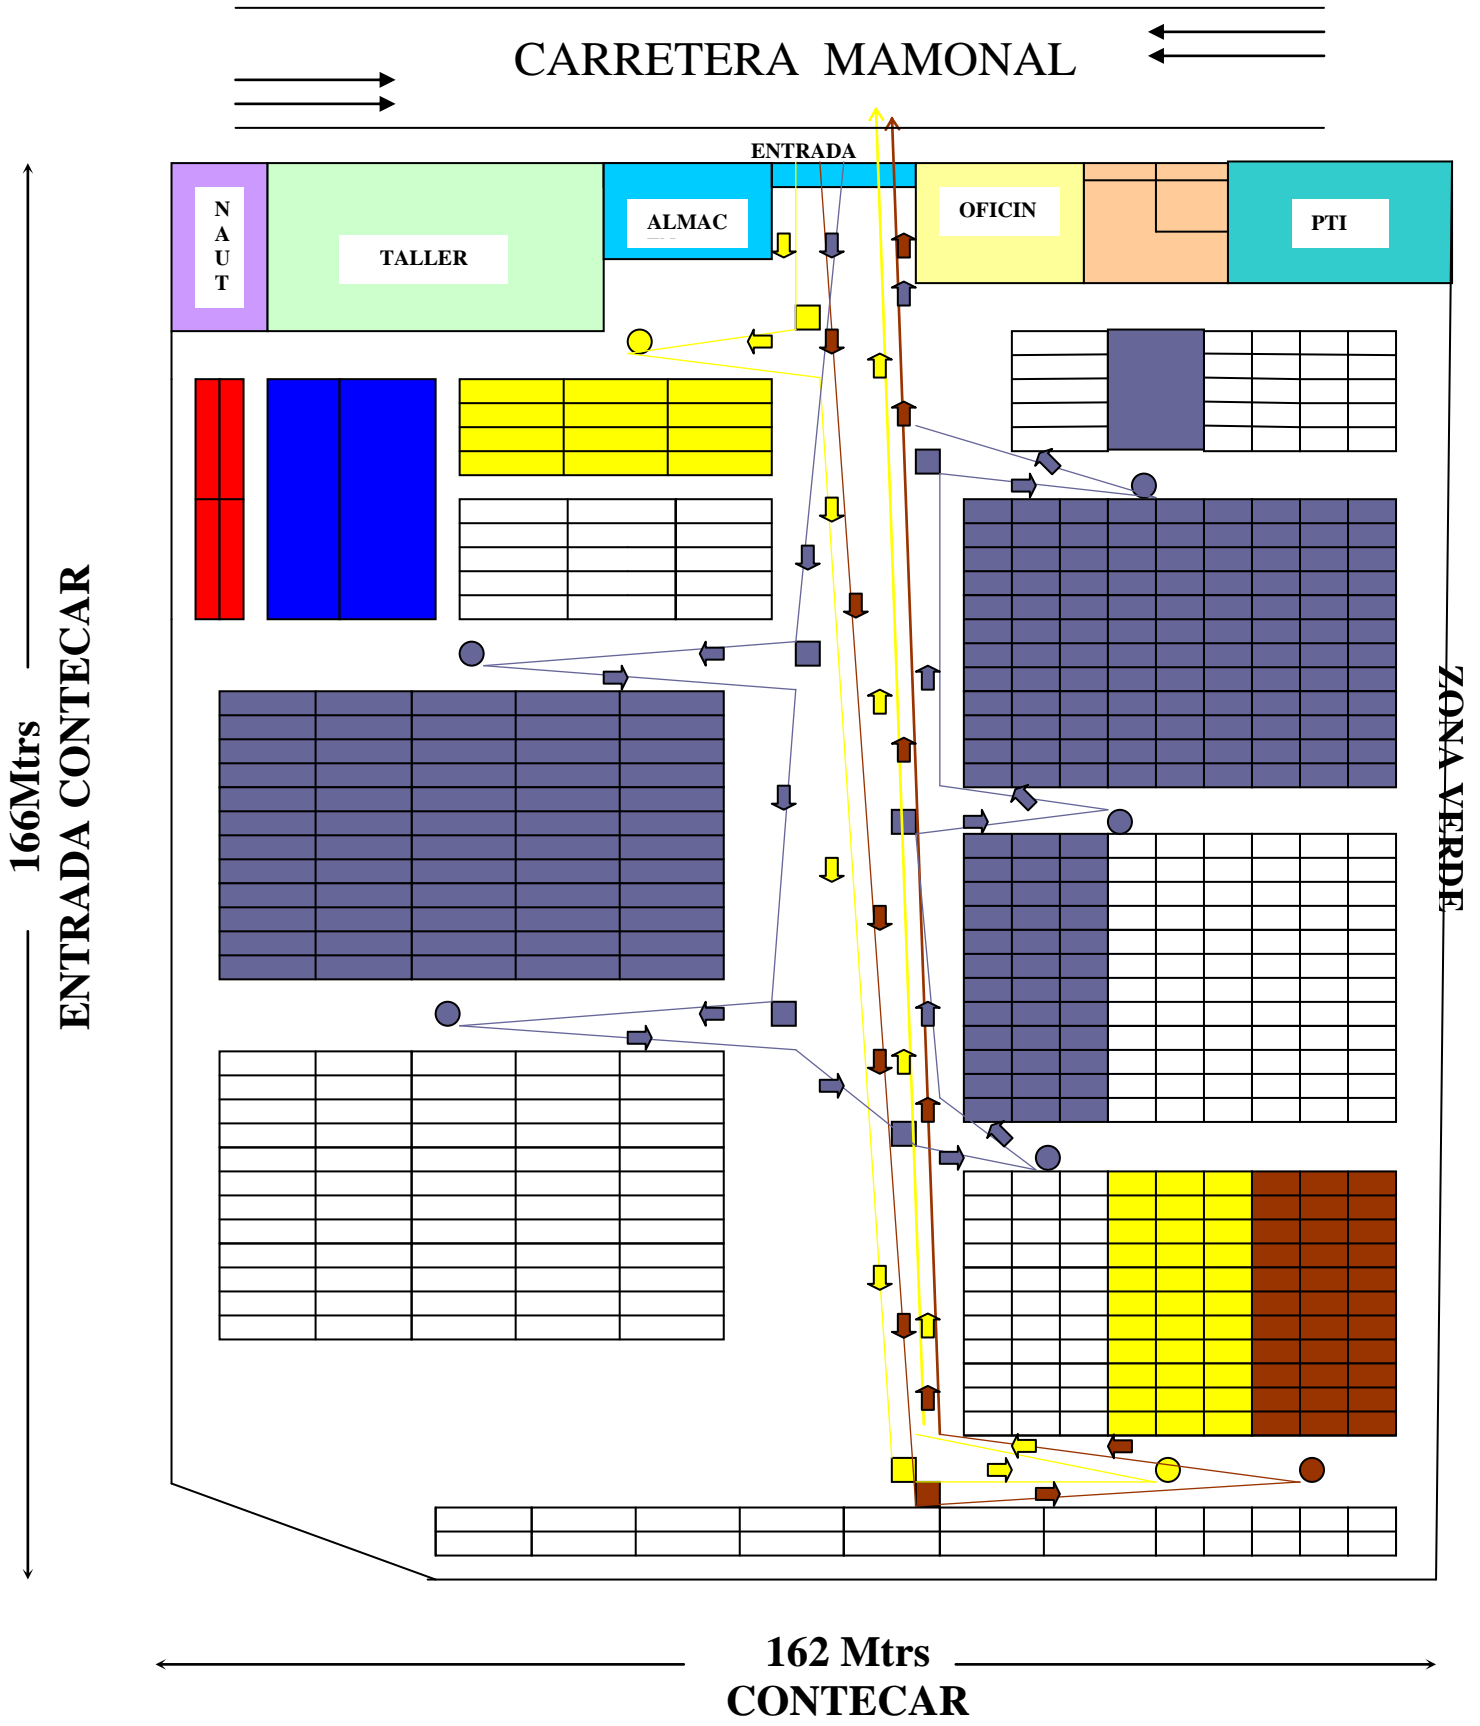 CARRETERA MAMONAL
ENTRADA
N
A
U
T
TALLER
ALMAC
OFICIN
PTI
166Mtrs
ENTRADA CONTECAR
ZONA VERDE
162 Mtrs
CONTECAR